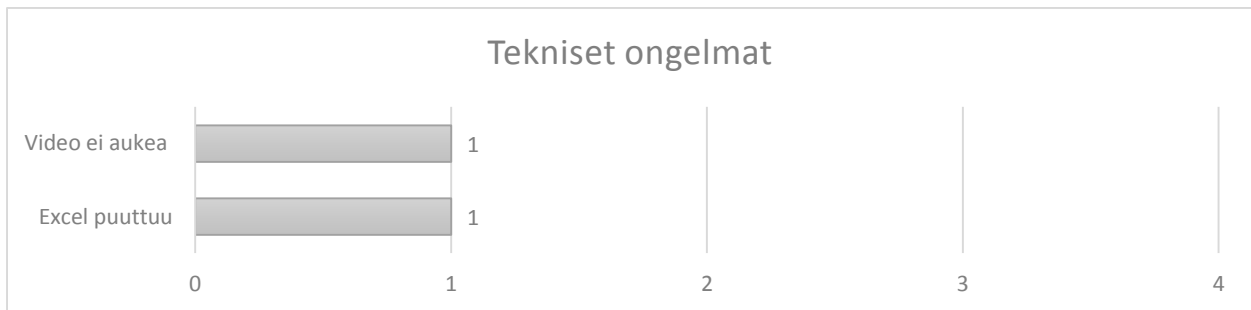 Tekniset ongelmat
Video ei aukea
1
Excel puuttuu
1
0 1 2 3 4